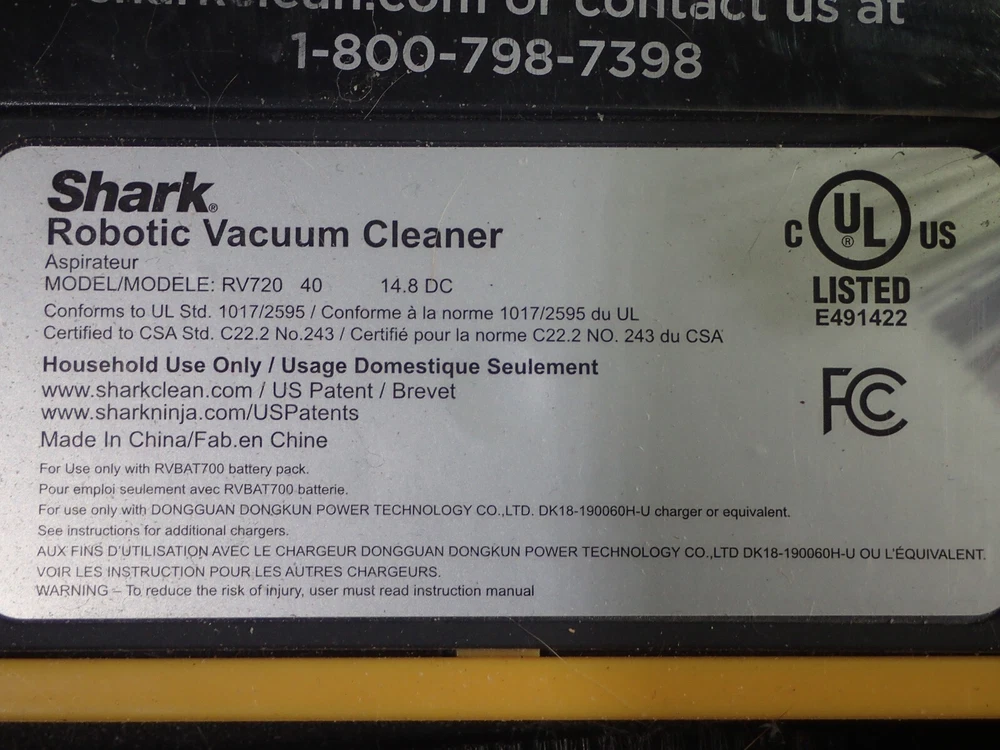 sharkclean.com or contact us at
1-800-798-7398
Shark®
Robotic Vacuum Cleaner
Aspirateur
MODEL/MODELE: RV720 40 14.8 DC
Conforms to UL Std. 1017/2595 / Conforme à la norme 1017/2595 du UL
Certified to CSA Std. C22.2 No.243 / Certifié pour la norme C22.2 NO. 243 du CSA
Household Use Only / Usage Domestique Seulement
www.sharkclean.com / US Patent / Brevet
www.sharkninja.com/USPatents
Made In China/Fab.en Chine
For Use only with RVBAT700 battery pack.
Pour emploi seulement avec RVBAT700 batterie.
For use only with DONGGUAN DONGKUN POWER TECHNOLOGY CO.,LTD. DK18-190060H-U charger or equivalent.
See instructions for additional chargers.
AUX FINS D'UTILISATION AVEC LE CHARGEUR DONGGUAN DONGKUN POWER TECHNOLOGY CO.,LTD DK18-190060H-U OU L'ÉQUIVALENT.
VOIR LES INSTRUCTION POUR LES AUTRES CHARGEURS.
WARNING – To reduce the risk of injury, user must read instruction manual
C UL® US
LISTED
E491422
FC